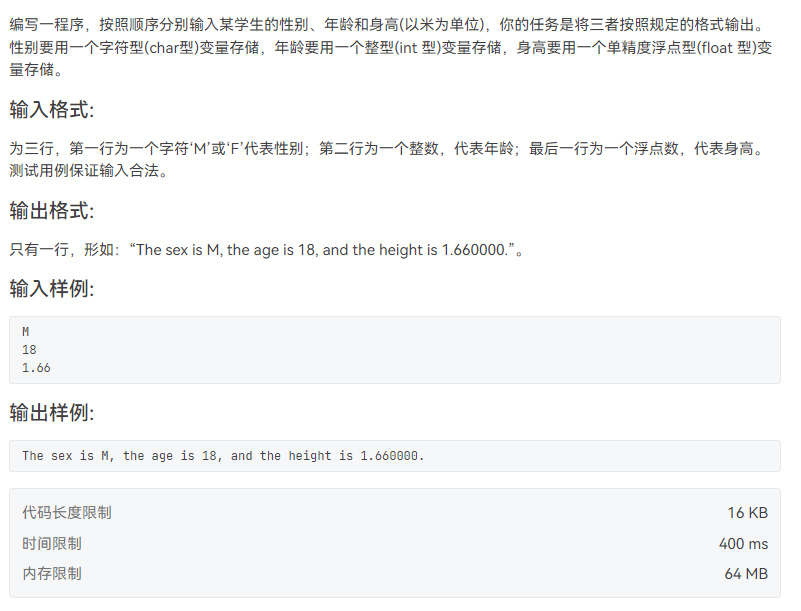 编写一程序，按照顺序分别输入某学生的性别、年龄和身高(以米为单位)，你的任务是将三者按照规定的格式输出。
性别要用一个字符型(char型)变量存储，年龄要用一个整型(int 型)变量存储，身高要用一个单精度浮点型(float 型)变
量存储。
输入格式:
为三行，第一行为一个字符‘M’或‘F’代表性别；第二行为一个整数，代表年龄；最后一行为一个浮点数，代表身高。
测试用例保证输入合法。
输出格式:
只有一行，形如：“The sex is M, the age is 18, and the height is 1.660000.”。
输入样例:
M
18
1.66
输出样例:
The sex is M, the age is 18, and the height is 1.660000.
代码长度限制 16 KB
时间限制 400 ms
内存限制 64 MB